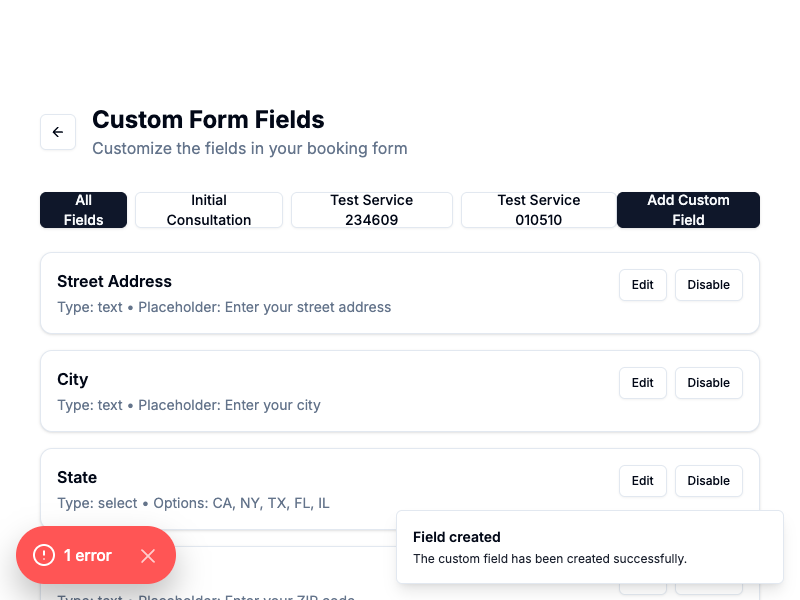 Custom Form Fields
Customize the fields in your booking form
All
Fields
Initial
Consultation
Test Service
234609
Test Service
010510
Add Custom
Field
Street Address
Type: text • Placeholder: Enter your street address
Edit
Disable
City
Type: text • Placeholder: Enter your city
Edit
Disable
State
Type: select • Options: CA, NY, TX, FL, IL
Edit
Disable
Field created
The custom field has been created successfully.
1 error
Type: text • Placeholder: Enter your ZIP code